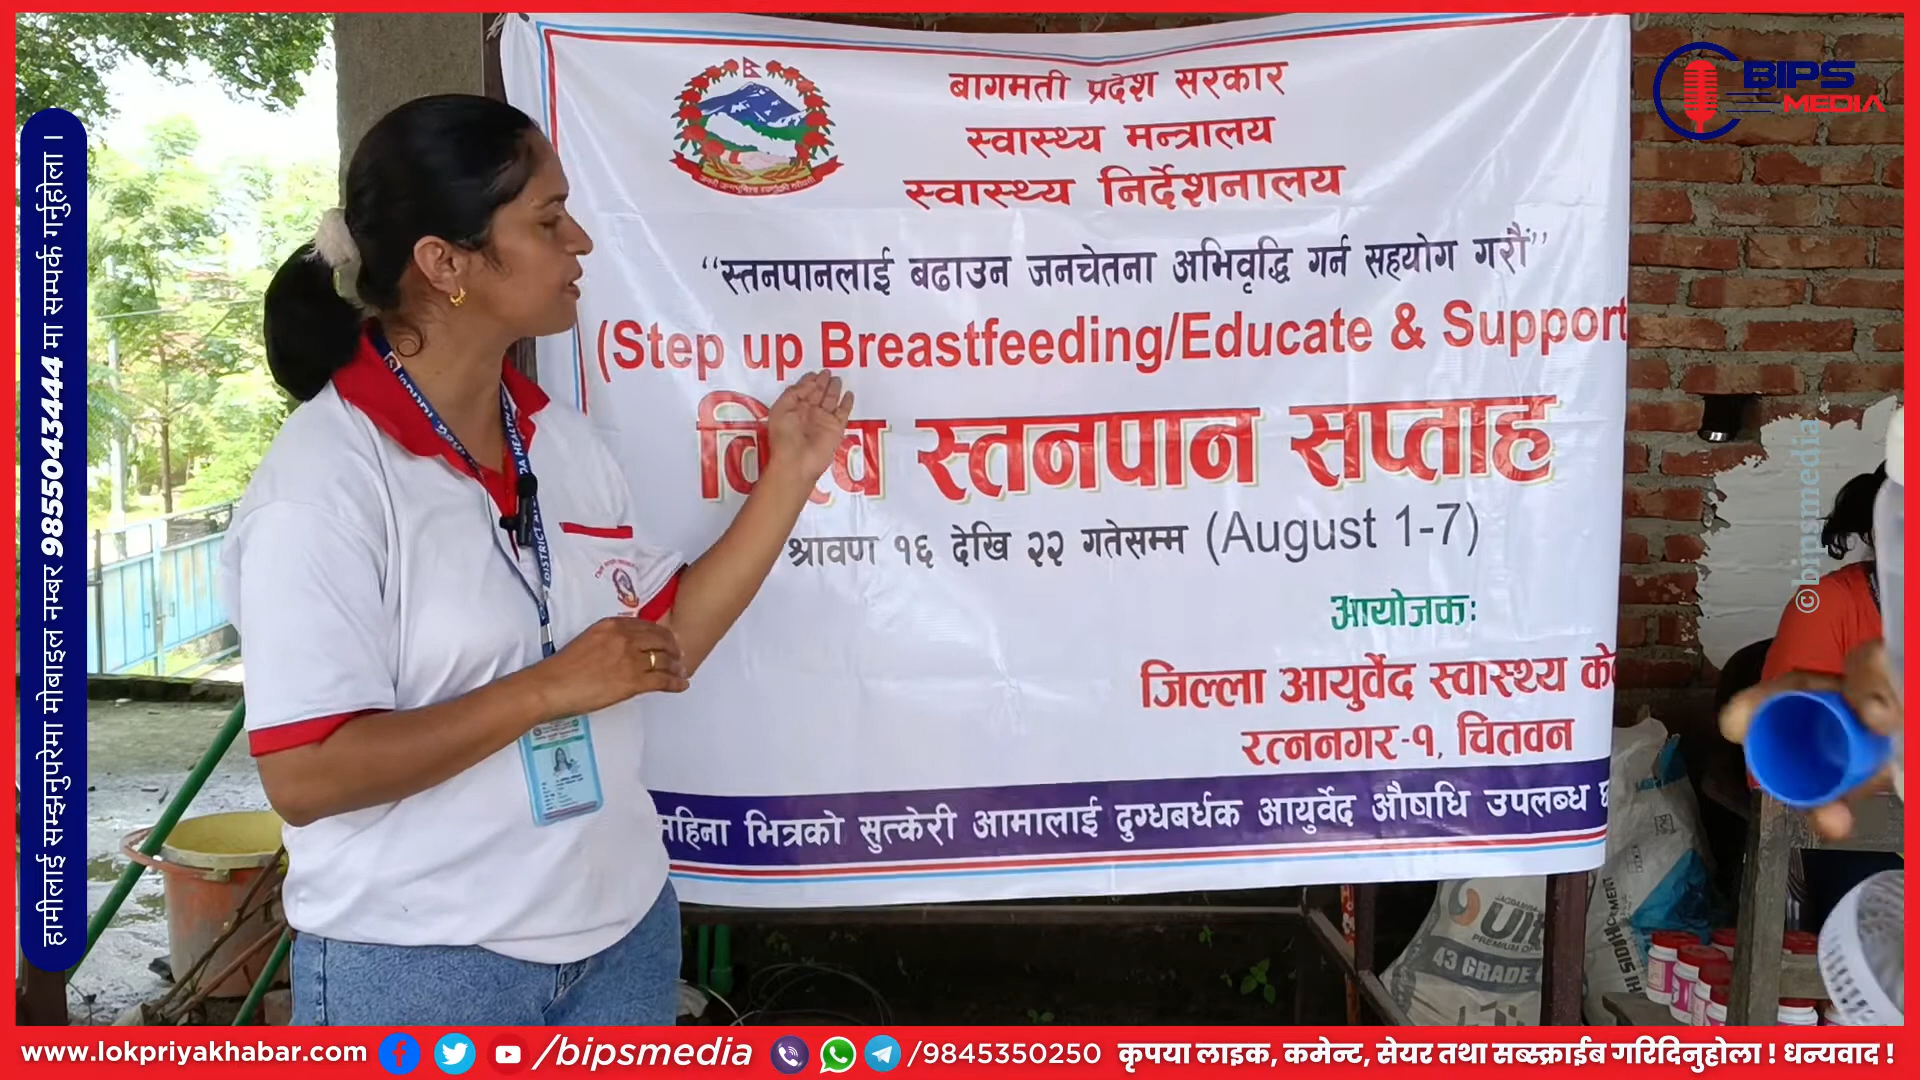 BIPS
MEDIA
बागमती प्रदेश सरकार
स्वास्थ्य मन्त्रालय
स्वास्थ्य निर्देशनालय
“स्तनपानलाई बढाउन जनचेतना अभिवृद्धि गर्न सहयोग गरौं”
(Step up Breastfeeding/Educate & Support
विश्व स्तनपान सप्ताह
श्रावण १६ देखि २२ गतेसम्म (August 1-7)
आयोजकः
जिल्ला आयुर्वेद स्वास्थ्य
रत्ननगर-१, चितवन
महिना भित्रको सुत्केरी आमालाई दुग्धबर्धक आयुर्वेद औषधि उपलब्ध
हामीलाई सम्झनुपरेमा मोबाइल नम्बर 9855043444 मा सम्पर्क गर्नुहोला ।
©bipsmedia
43 GRADE
www.lokpriyakhabar.com /bipsmedia /9845350250 कृपया लाइक, कमेन्ट, सेयर तथा सब्स्क्राईब गरिदिनुहोला ! धन्यवाद !